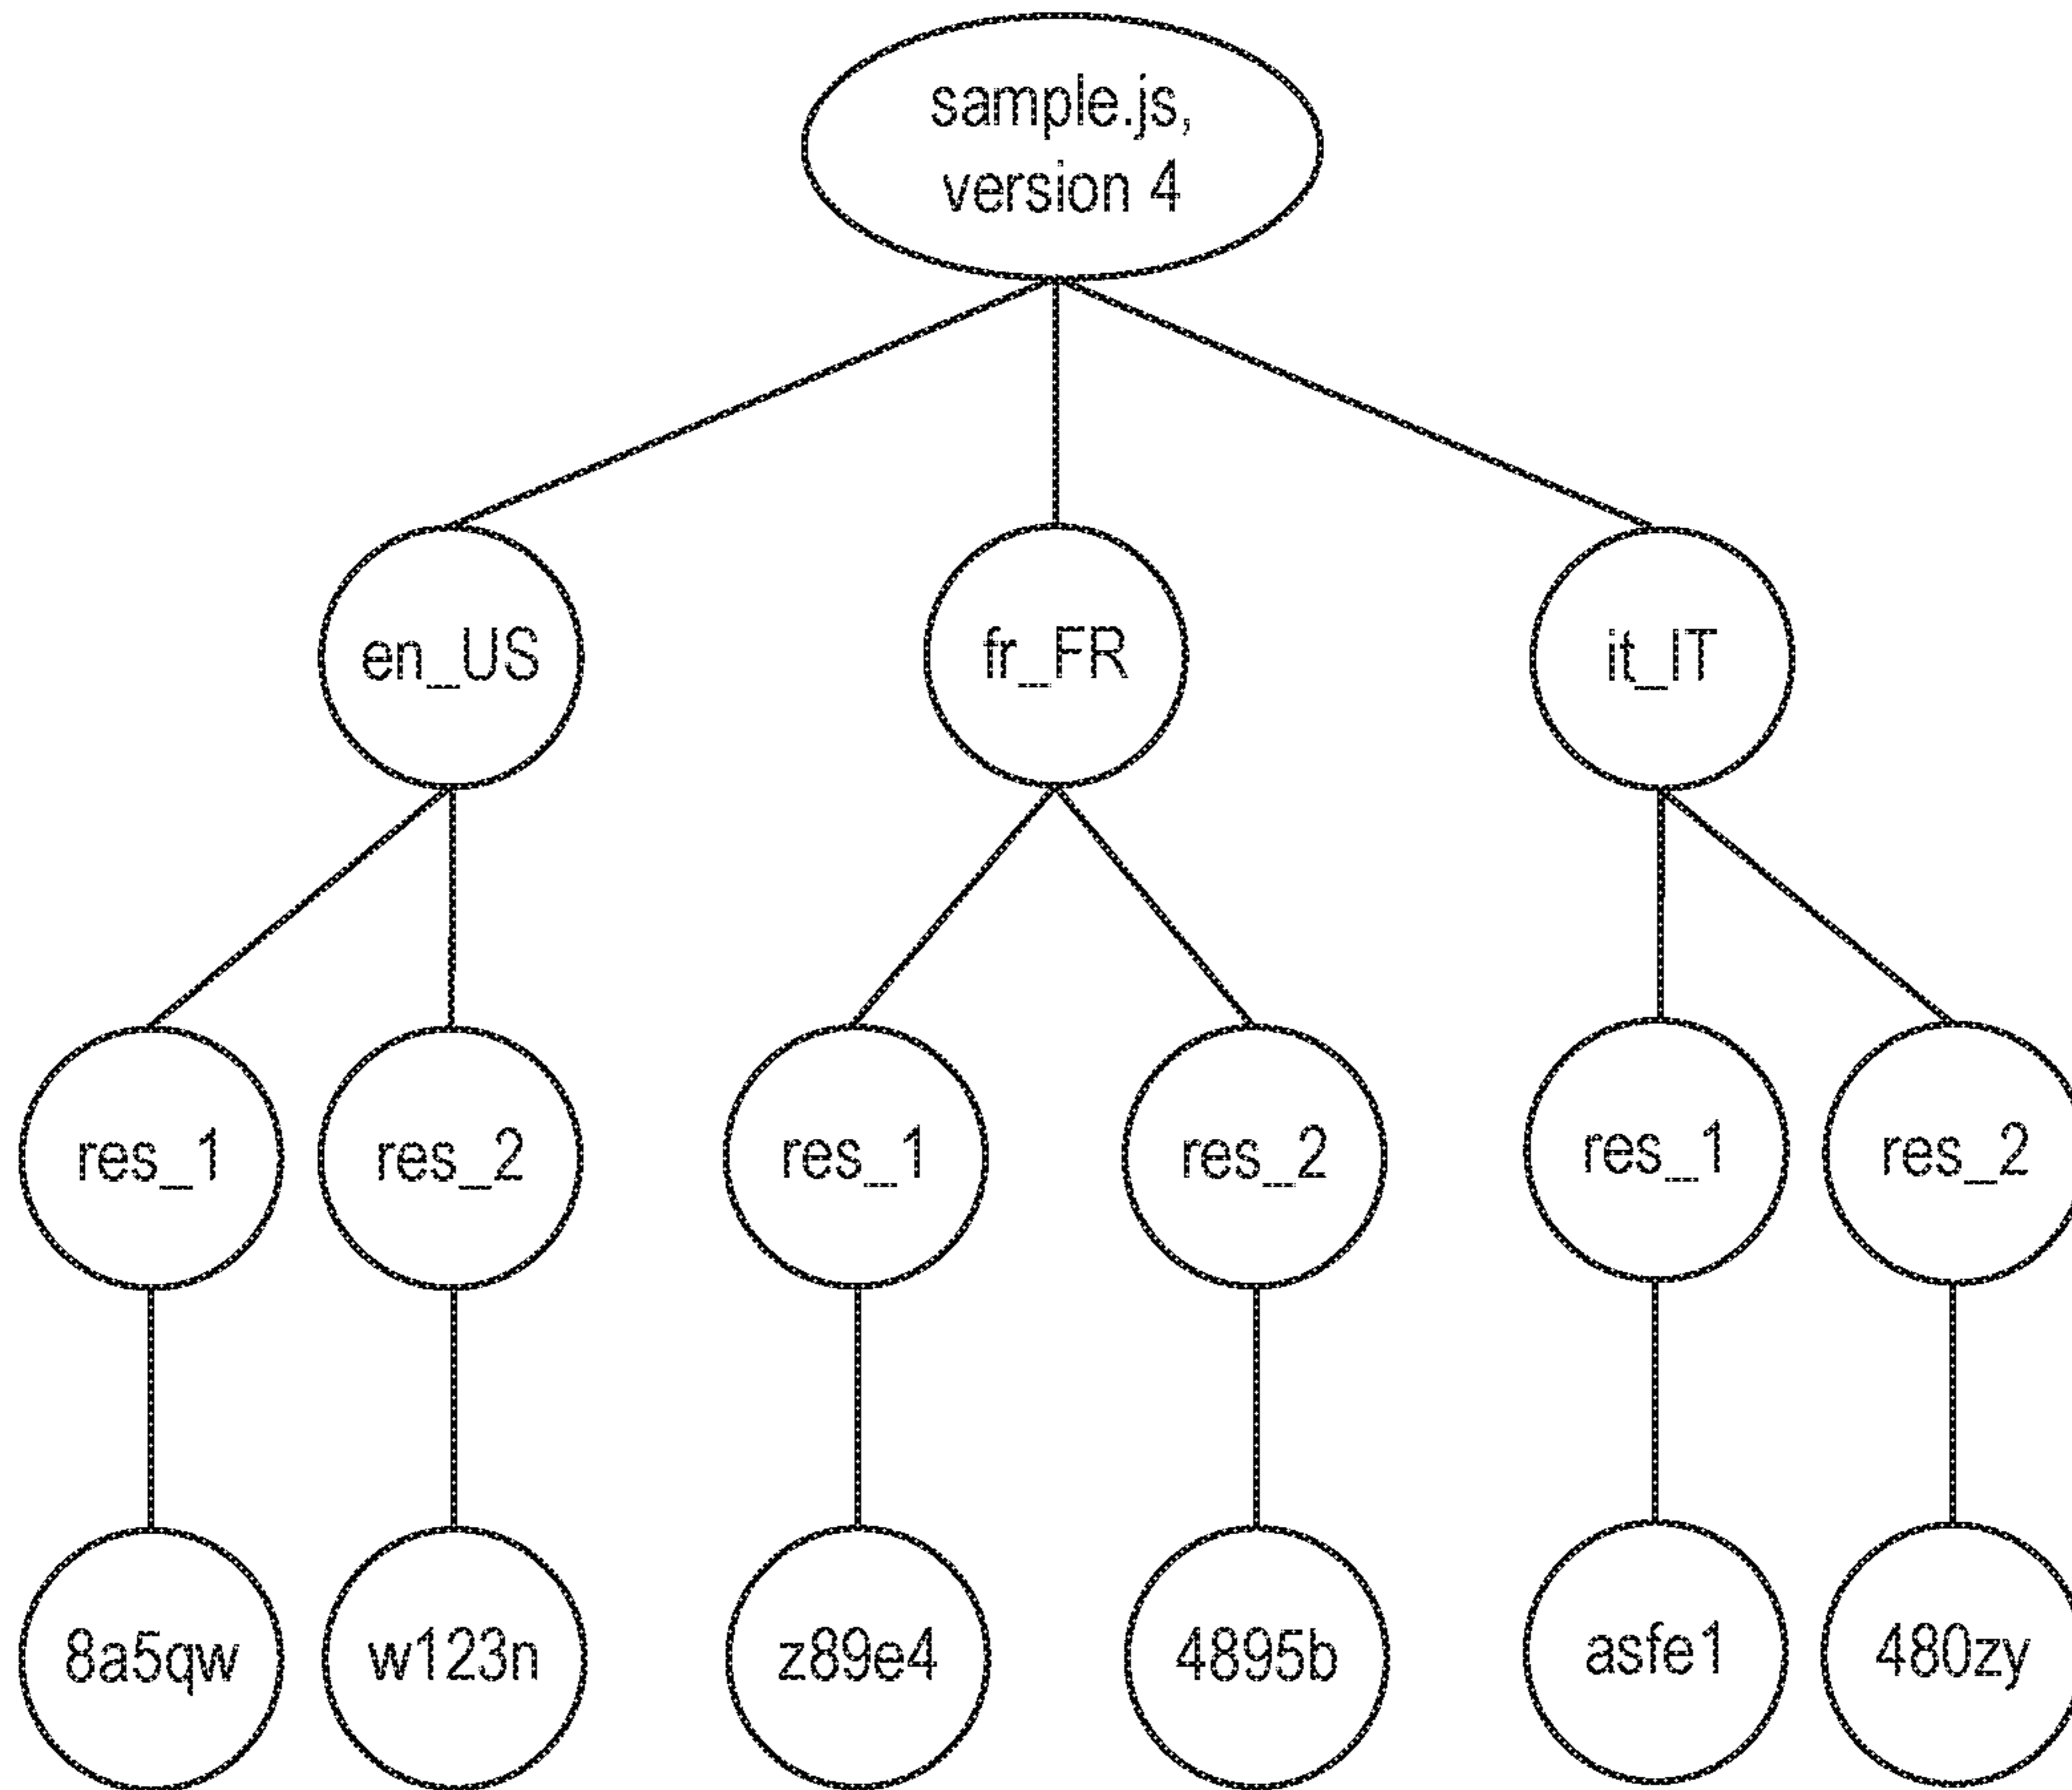 sample.js,
version 4
en_US
fr_FR
it_IT
res_1
res_2
res_1
res_2
res_1
res_2
8a5qw
w123n
z89e4
4895b
asfe1
480zy